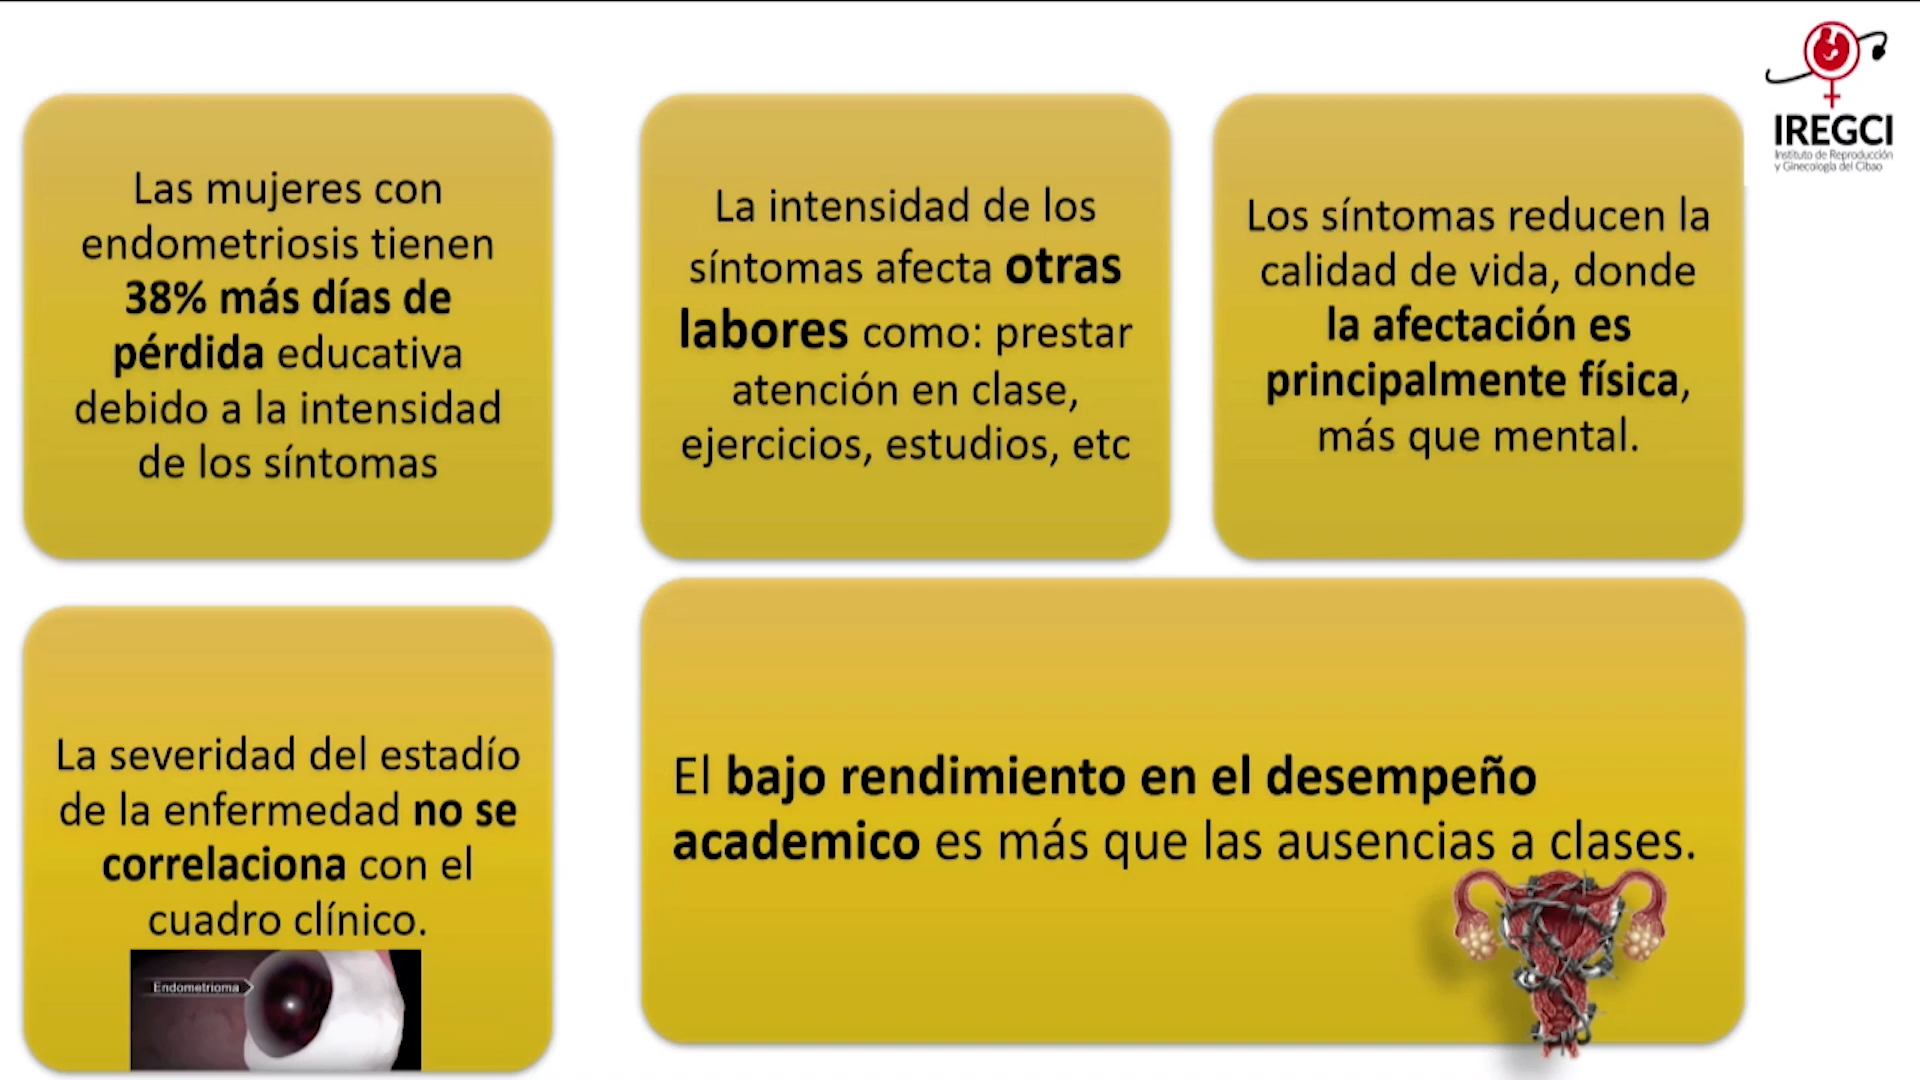 Las mujeres con
endometriosis tienen
38% más días de
pérdida educativa
debido a la intensidad
de los síntomas
La intensidad de los
síntomas afecta otras
labores como: prestar
atención en clase,
ejercicios, estudios, etc
Los síntomas reducen la
calidad de vida, donde
la afectación es
principalmente física,
más que mental.
IREGCI
Instituto de Reproducción
y Ginecología del Cibao
La severidad del estadío
de la enfermedad no se
correlaciona con el
cuadro clínico.
Endometrioma
El bajo rendimiento en el desempeño
academico es más que las ausencias a clases.